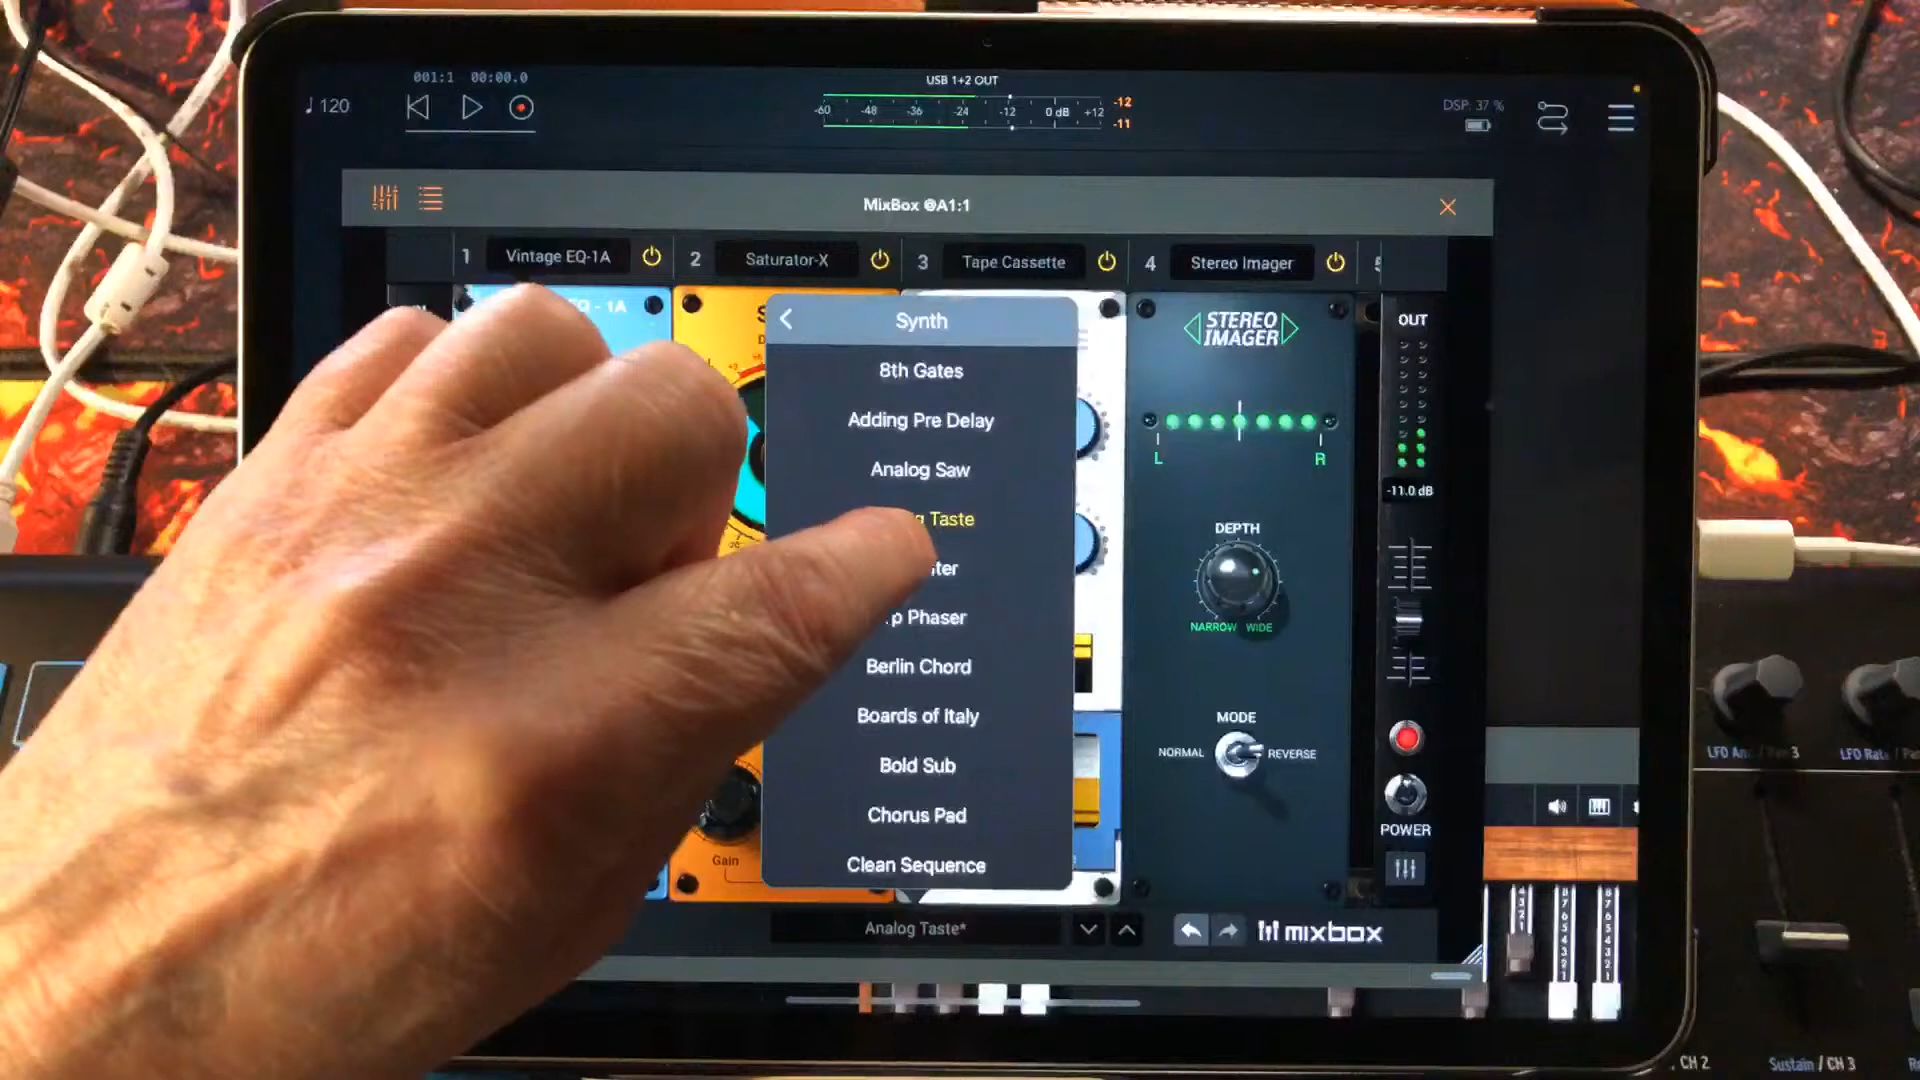 001:1 00:00.0
USB 1+2 OUT
120
-60 -48 -36 -24 -12 0 dB +12
-12
-11
DSP: 37 %
MixBox @A1:1
1 Vintage EQ-1A
2 Saturator-X
3 Tape Cassette
4 Stereo Imager
EQ - 1A
Synth
8th Gates
Adding Pre Delay
Analog Saw
Taste
Phaser
Berlin Chord
Boards of Italy
Bold Sub
Chorus Pad
Clean Sequence
STEREO
IMAGER
L R
DEPTH
NARROW WIDE
MODE
NORMAL REVERSE
OUT
-11.0 dB
POWER
Gain
Analog Taste*
mixbox
LFO Rate
CH 2
Sustain / CH 3